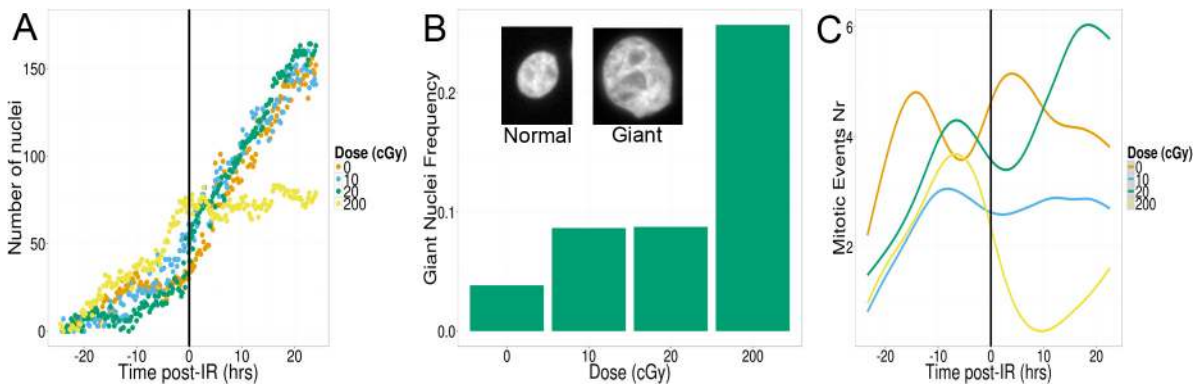 A
Number of nuclei
150
100
50
0
-20
-10
0
10
20
Time post-IR (hrs)
Dose (cGy)
0
10
20
200
B
Giant Nuclei Frequency
0.2
0.1
0.0
Normal
Giant
0
10
20
200
Dose (cGy)
C
Mitotic Events Nr
6
4
2
-20
-10
0
10
20
Time post-IR (hrs)
Dose (cGy)
0
10
20
200